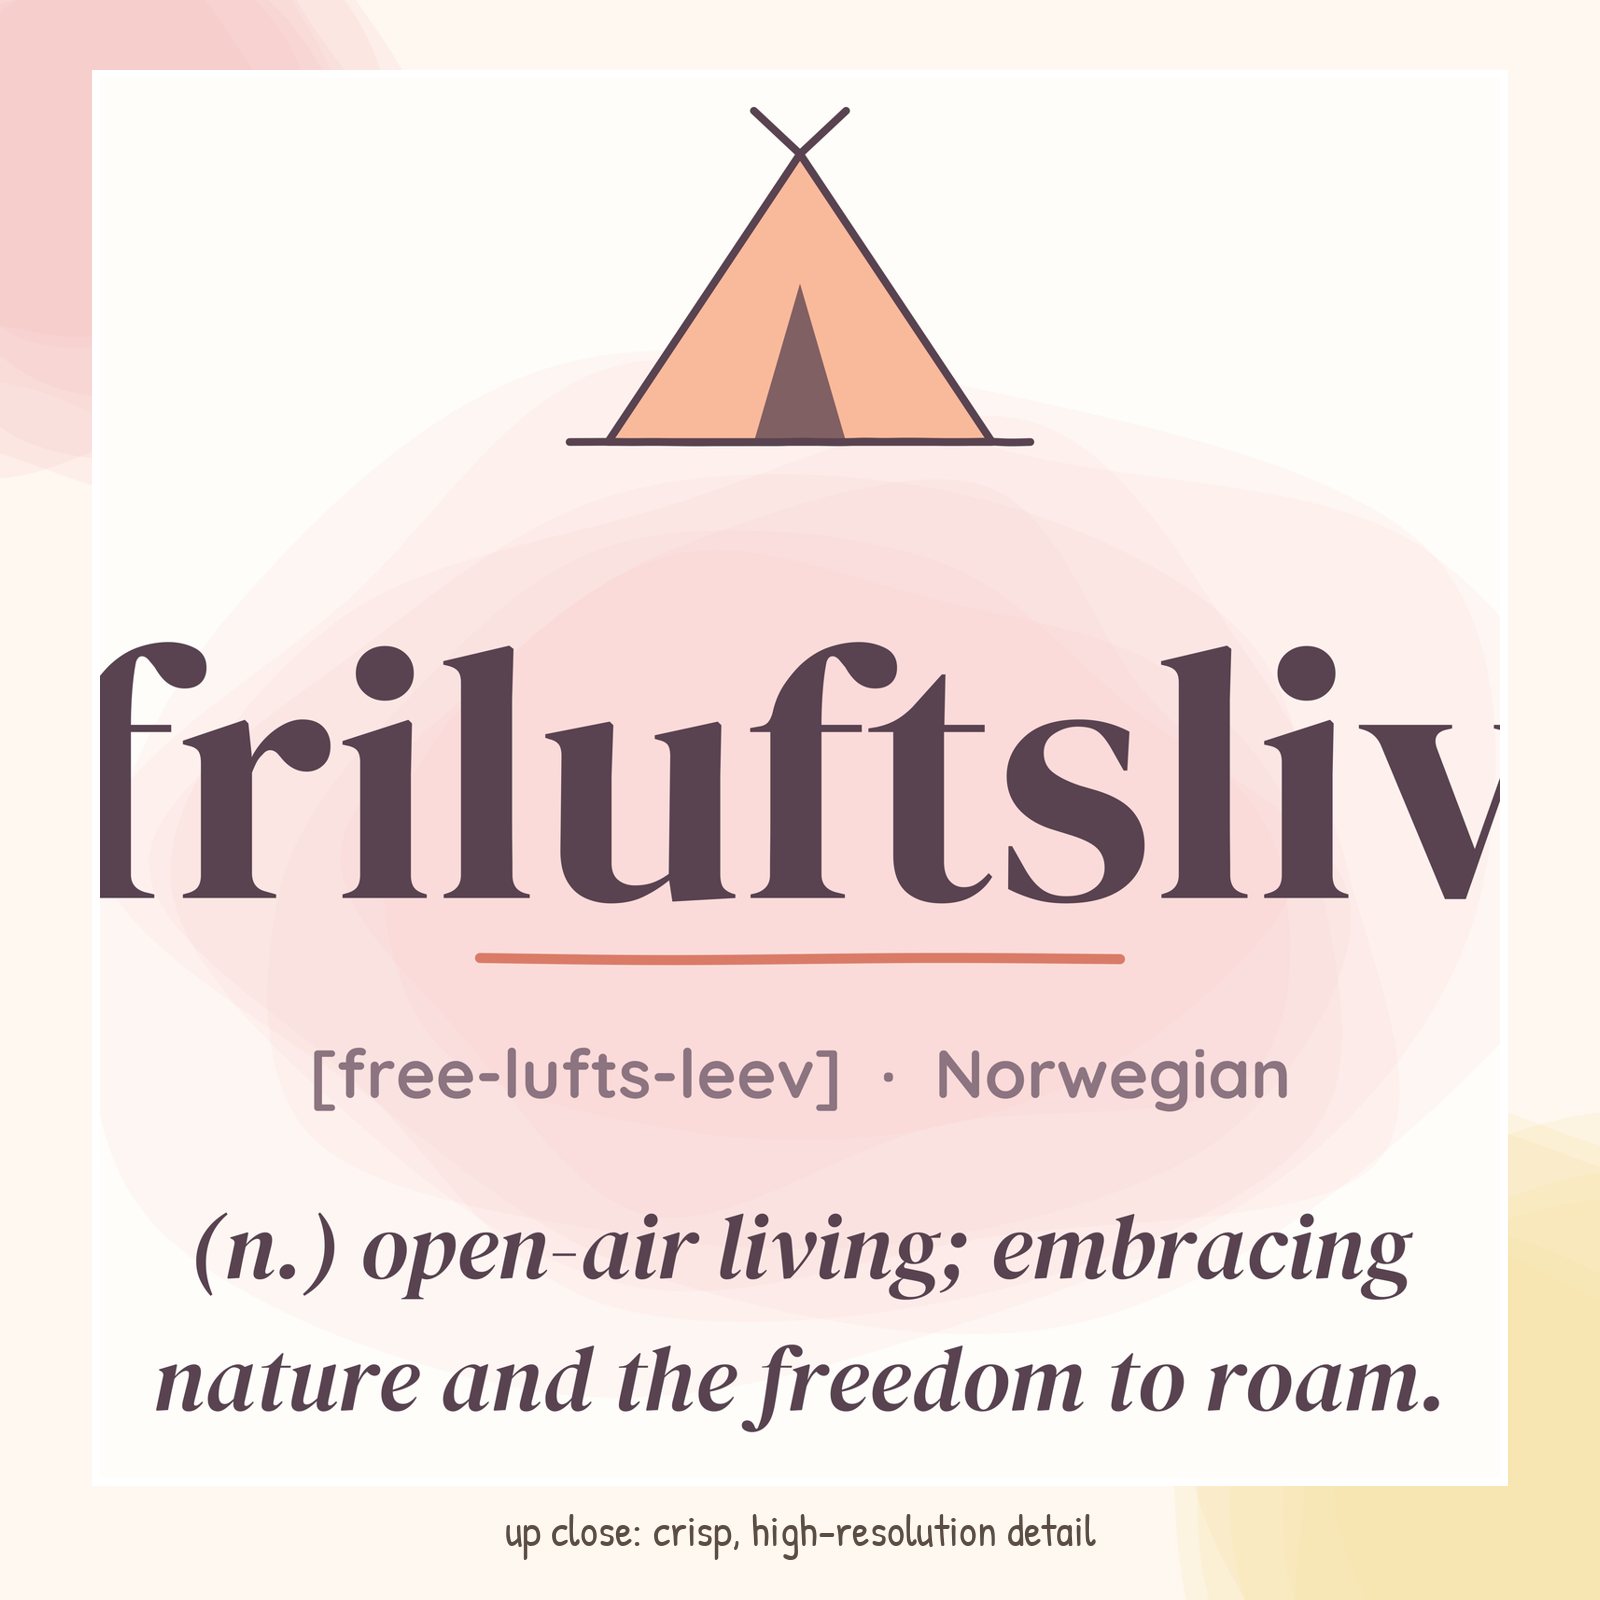 friluftsliv
[free-lufts-leev] · Norwegian
(n.) open-air living; embracing
nature and the freedom to roam.
up close: crisp, high-resolution detail